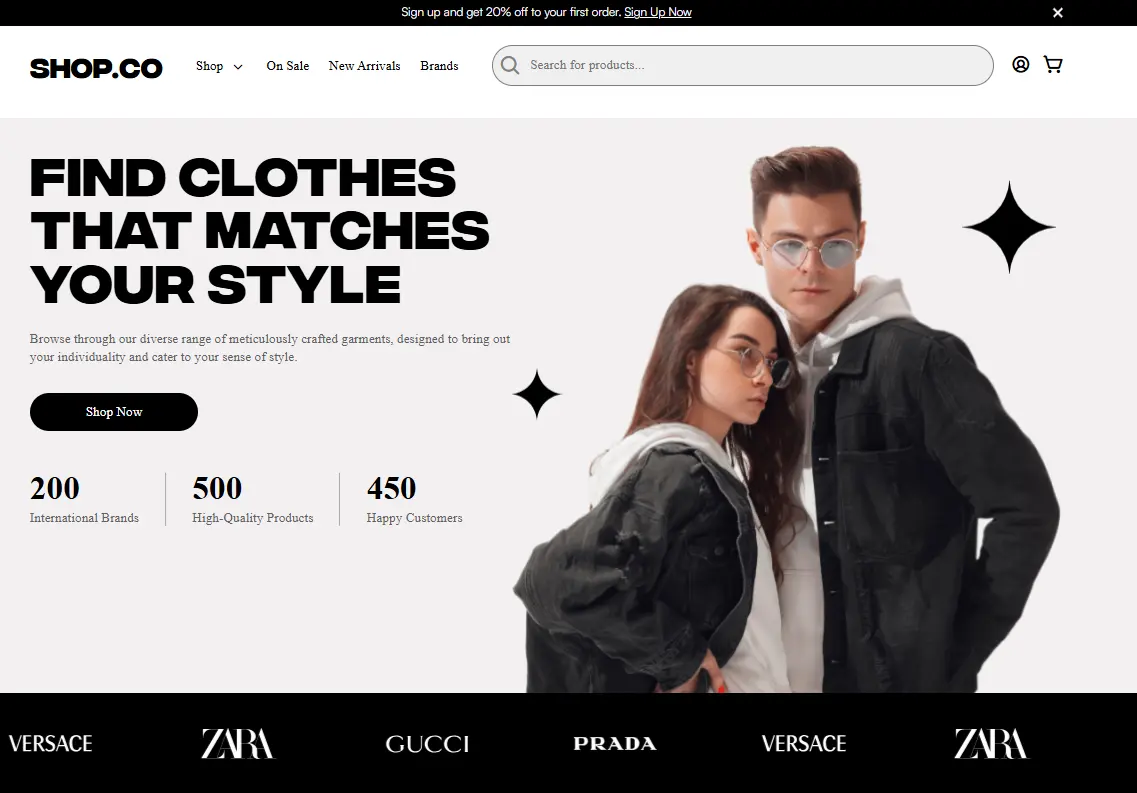 Sign up and get 20% off to your first order. Sign Up Now
SHOP.CO
Shop
On Sale
New Arrivals
Brands
Search for products...
FIND CLOTHES
THAT MATCHES
YOUR STYLE
Browse through our diverse range of meticulously crafted garments, designed to bring out
your individuality and cater to your sense of style.
Shop Now
200
International Brands
500
High-Quality Products
450
Happy Customers
VERSACE
ZARA
GUCCI
PRADA
VERSACE
ZARA